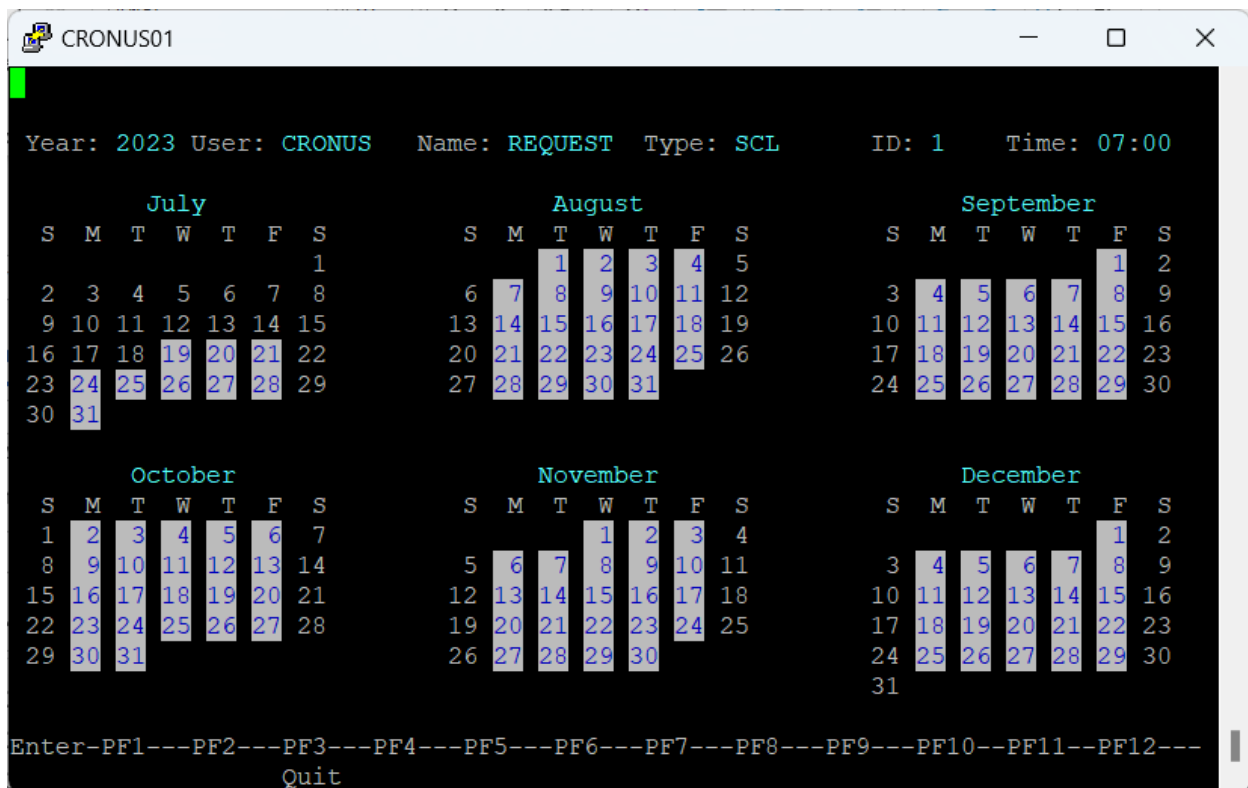 CRONUS01
Year: 2023 User: CRONUS Name: REQUEST Type: SCL ID: 1 Time: 07:00
July August September
S M T W T F S S M T W T F S S M T W T F S
1 1 2 3 4 5 1 2
2 3 4 5 6 7 8 6 7 8 9 10 11 12 3 4 5 6 7 8 9
9 10 11 12 13 14 15 13 14 15 16 17 18 19 10 11 12 13 14 15 16
16 17 18 19 20 21 22 20 21 22 23 24 25 26 17 18 19 20 21 22 23
23 24 25 26 27 28 29 27 28 29 30 31 24 25 26 27 28 29 30
30 31
October November December
S M T W T F S S M T W T F S S M T W T F S
1 2 3 4 5 6 7 1 2 3 4 1 2
8 9 10 11 12 13 14 5 6 7 8 9 10 11 3 4 5 6 7 8 9
15 16 17 18 19 20 21 12 13 14 15 16 17 18 10 11 12 13 14 15 16
22 23 24 25 26 27 28 19 20 21 22 23 24 25 17 18 19 20 21 22 23
29 30 31 26 27 28 29 30 24 25 26 27 28 29 30
31
Enter-PF1---PF2---PF3---PF4---PF5---PF6---PF7---PF8---PF9---PF10--PF11--PF12---
Quit